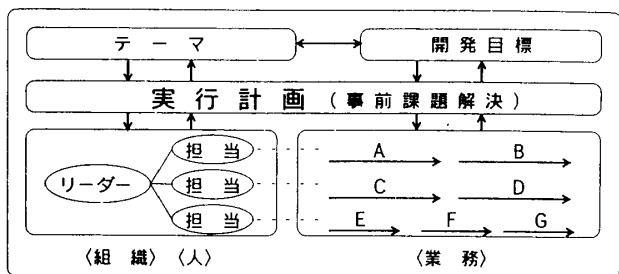 テーマ 開発目標
実行計画（事前課題解決）
担当 A B
リーダー 担当 C D
担当 E F G
〈組織〉〈人〉 〈業務〉